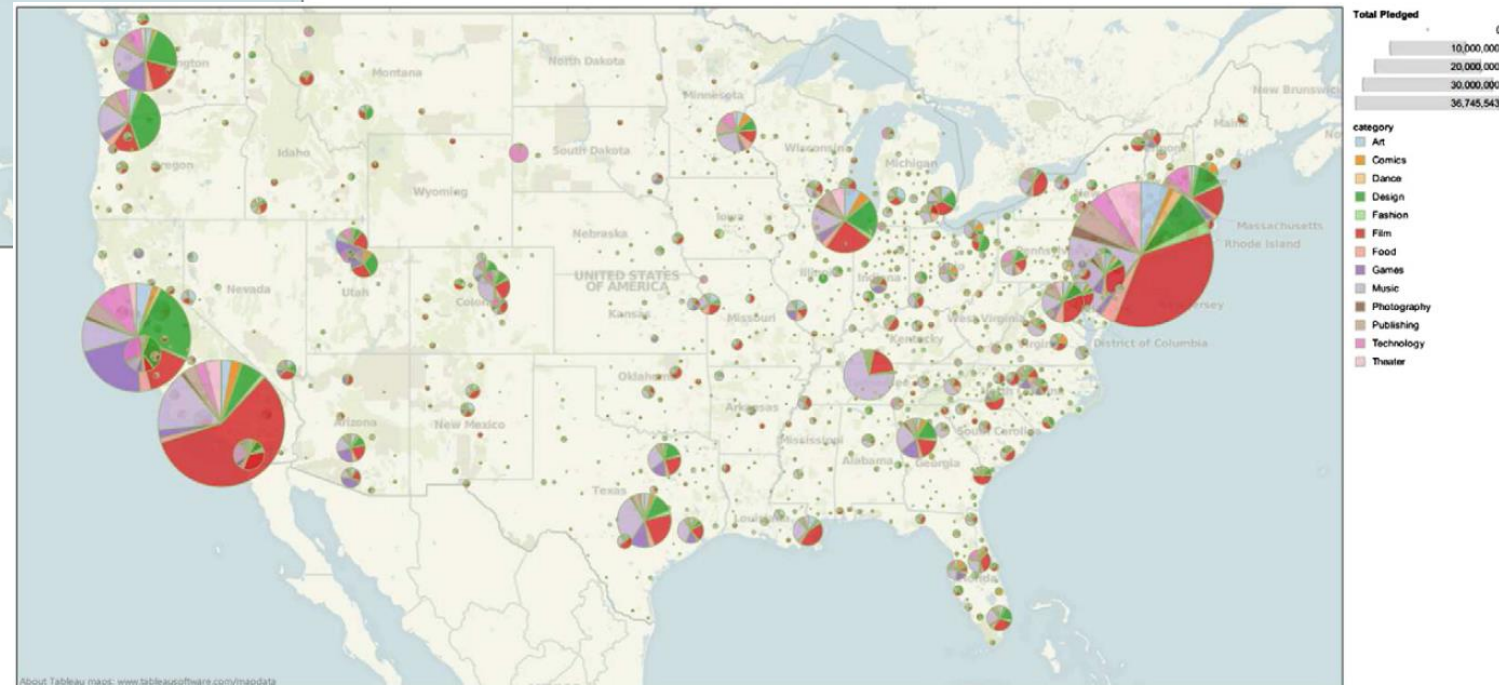 Total Pledged
0
10,000,000
20,000,000
30,000,000
36,745,543
category
Art
Comics
Dance
Design
Fashion
Film
Food
Games
Music
Photography
Publishing
Technology
Theater
Montana
North Dakota
Minnesota
New Brunswick
Idaho
South Dakota
Wisconsin
Michigan
Wyoming
Iowa
Massachusetts
Rhode Island
Nebraska
UNITED STATES
OF AMERICA
Nevada
Utah
Kansas
Missouri
West Virginia
District of Columbia
Kentucky
Arizona
New Mexico
Arkansas
Mississippi
Alabama
Georgia
South Carolina
Texas
About Tableau maps: www.tableausoftware.com/mapdata